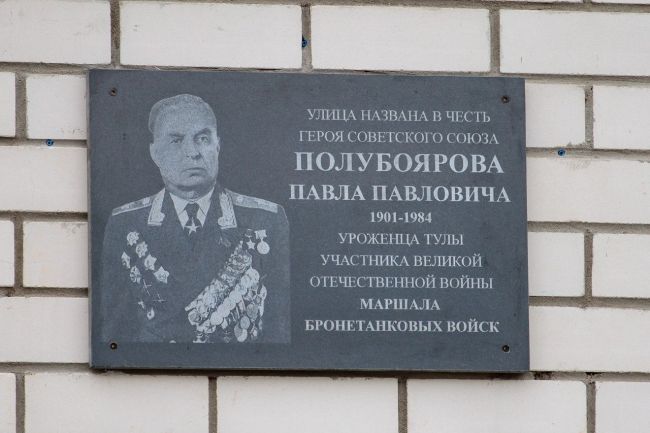 УЛИЦА НАЗВАНА В ЧЕСТЬ
ГЕРОЯ СОВЕТСКОГО СОЮЗА
ПОЛУБОЯРОВА
ПАВЛА ПАВЛОВИЧА
1901-1984
УРОЖЕНЦА ТУЛЫ
УЧАСТНИКА ВЕЛИКОЙ
ОТЕЧЕСТВЕННОЙ ВОЙНЫ
МАРШАЛА
БРОНЕТАНКОВЫХ ВОЙСК